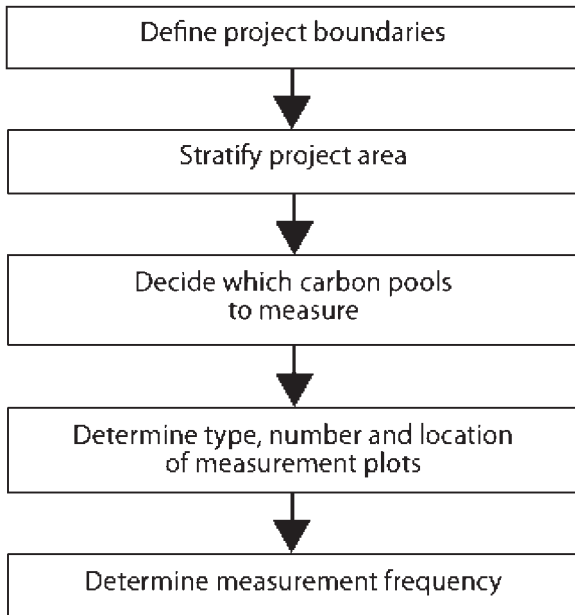 Define project boundaries
Stratify project area
Decide which carbon pools
to measure
Determine type, number and location
of measurement plots
Determine measurement frequency